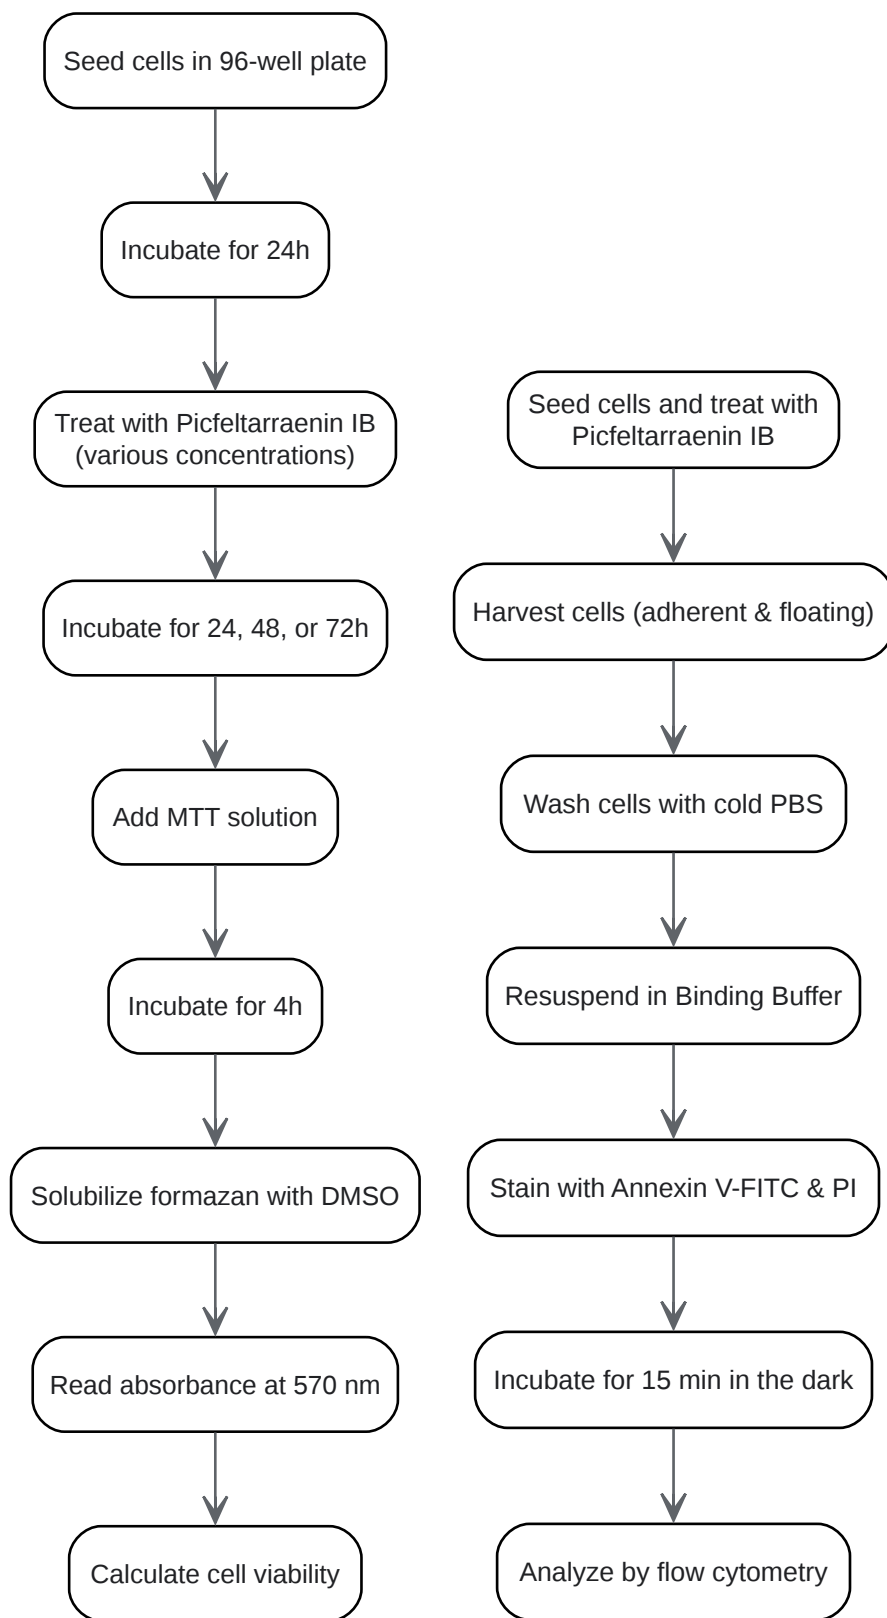 Seed cells in 96-well plate
Incubate for 24h
Treat with Picfeltarraenin IB
(various concentrations)
Incubate for 24, 48, or 72h
Add MTT solution
Incubate for 4h
Solubilize formazan with DMSO
Read absorbance at 570 nm
Calculate cell viability
Seed cells and treat with
Picfeltarraenin IB
Harvest cells (adherent & floating)
Wash cells with cold PBS
Resuspend in Binding Buffer
Stain with Annexin V-FITC & PI
Incubate for 15 min in the dark
Analyze by flow cytometry